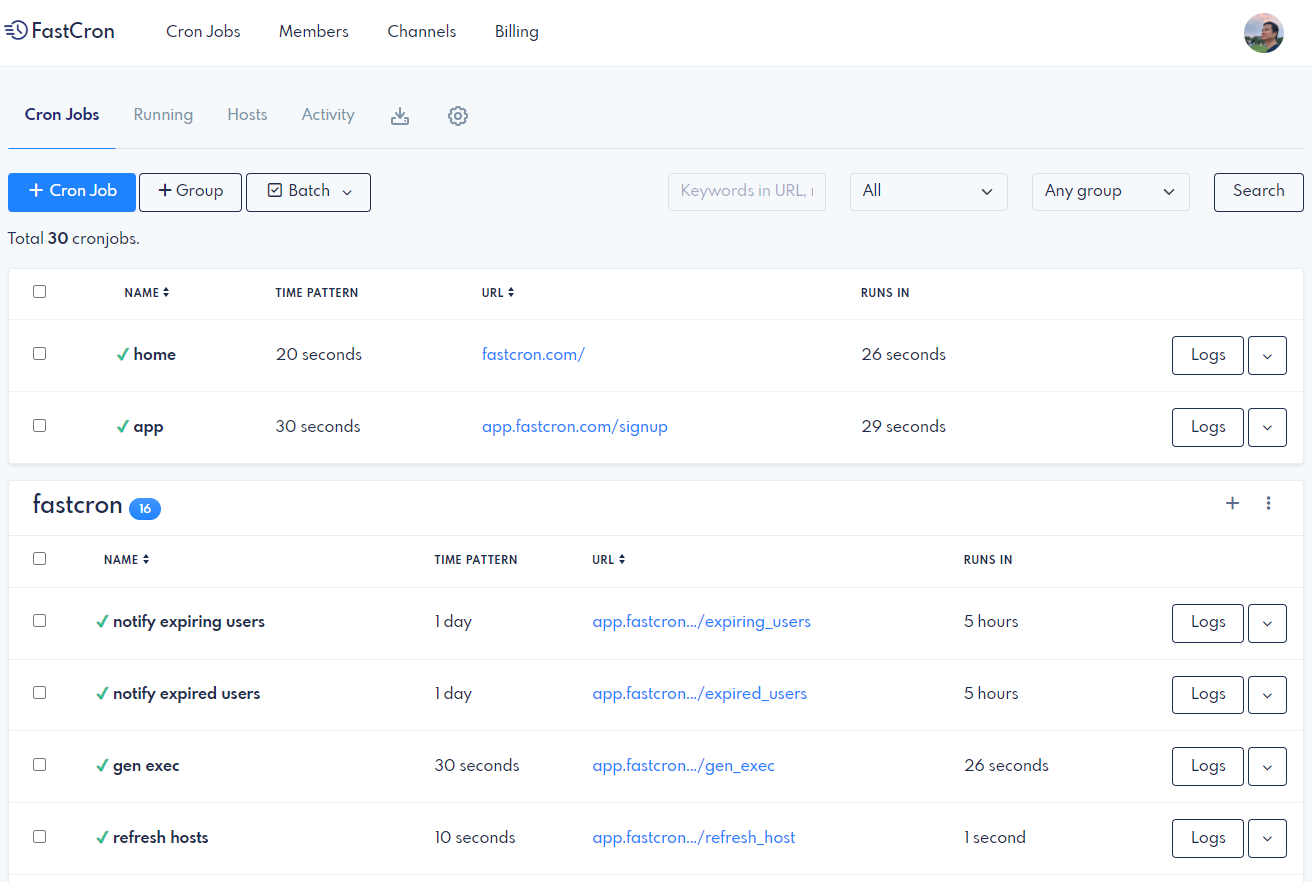 FastCron Cron Jobs Members Channels Billing
Cron Jobs Running Hosts Activity
+ Cron Job + Group Batch Keywords in URL, All Any group Search
Total 30 cronjobs.
NAME TIME PATTERN URL RUNS IN
home 20 seconds fastcron.com/ 26 seconds Logs
app 30 seconds app.fastcron.com/signup 29 seconds Logs
fastcron 16
NAME TIME PATTERN URL RUNS IN
notify expiring users 1 day app.fastcron.../expiring_users 5 hours Logs
notify expired users 1 day app.fastcron.../expired_users 5 hours Logs
gen exec 30 seconds app.fastcron.../gen_exec 26 seconds Logs
refresh hosts 10 seconds app.fastcron.../refresh_host 1 second Logs